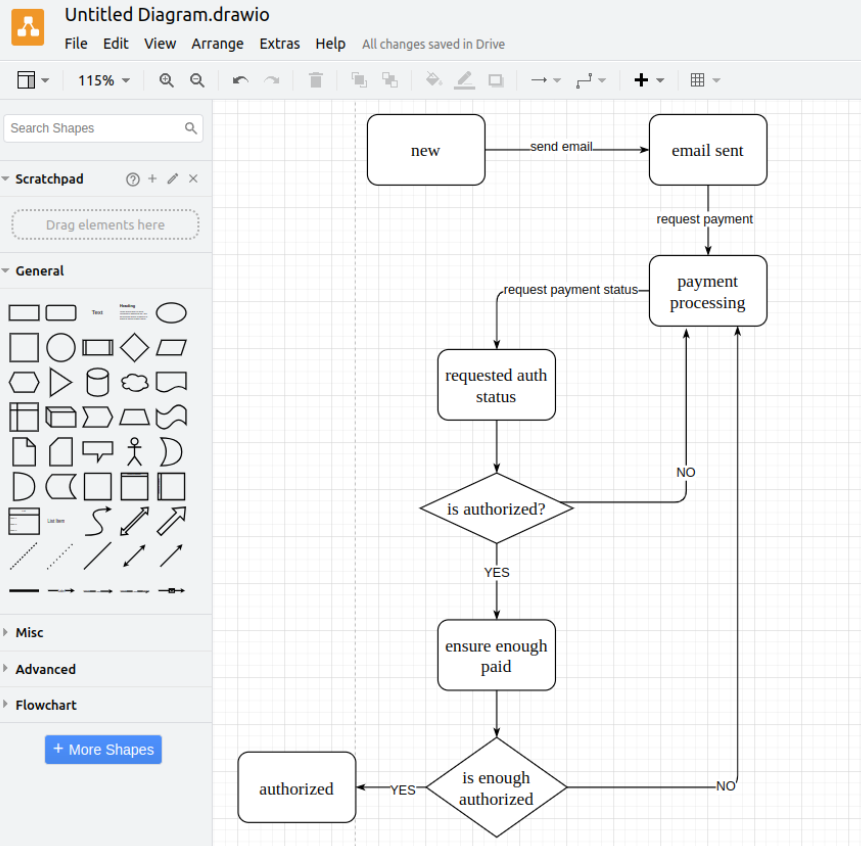 Untitled Diagram.drawio
File Edit View Arrange Extras Help All changes saved in Drive
115%
Search Shapes
Scratchpad
Drag elements here
General
Text
Heading
List Item
Misc
Advanced
Flowchart
+ More Shapes
new
send email
email sent
request payment
payment
processing
request payment status
requested auth
status
is authorized?
NO
YES
ensure enough
paid
is enough
authorized
NO
YES
authorized